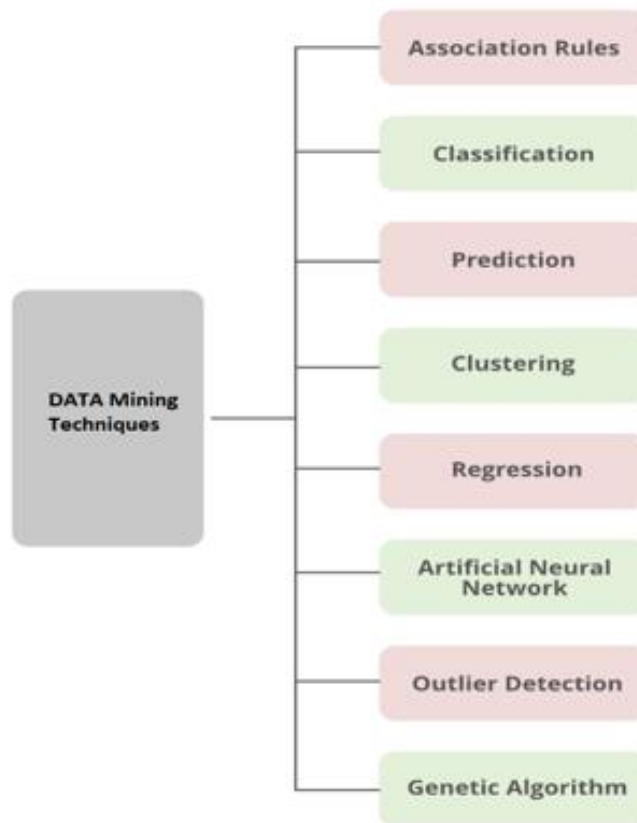 Association Rules
Classification
Prediction
Clustering
DATA Mining
Techniques
Regression
Artificial Neural
Network
Outlier Detection
Genetic Algorithm